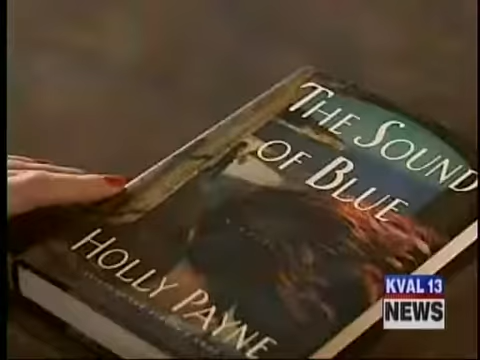 THE SOUND
OF BLUE
HOLLY PAYNE
KVAL 13
NEWS